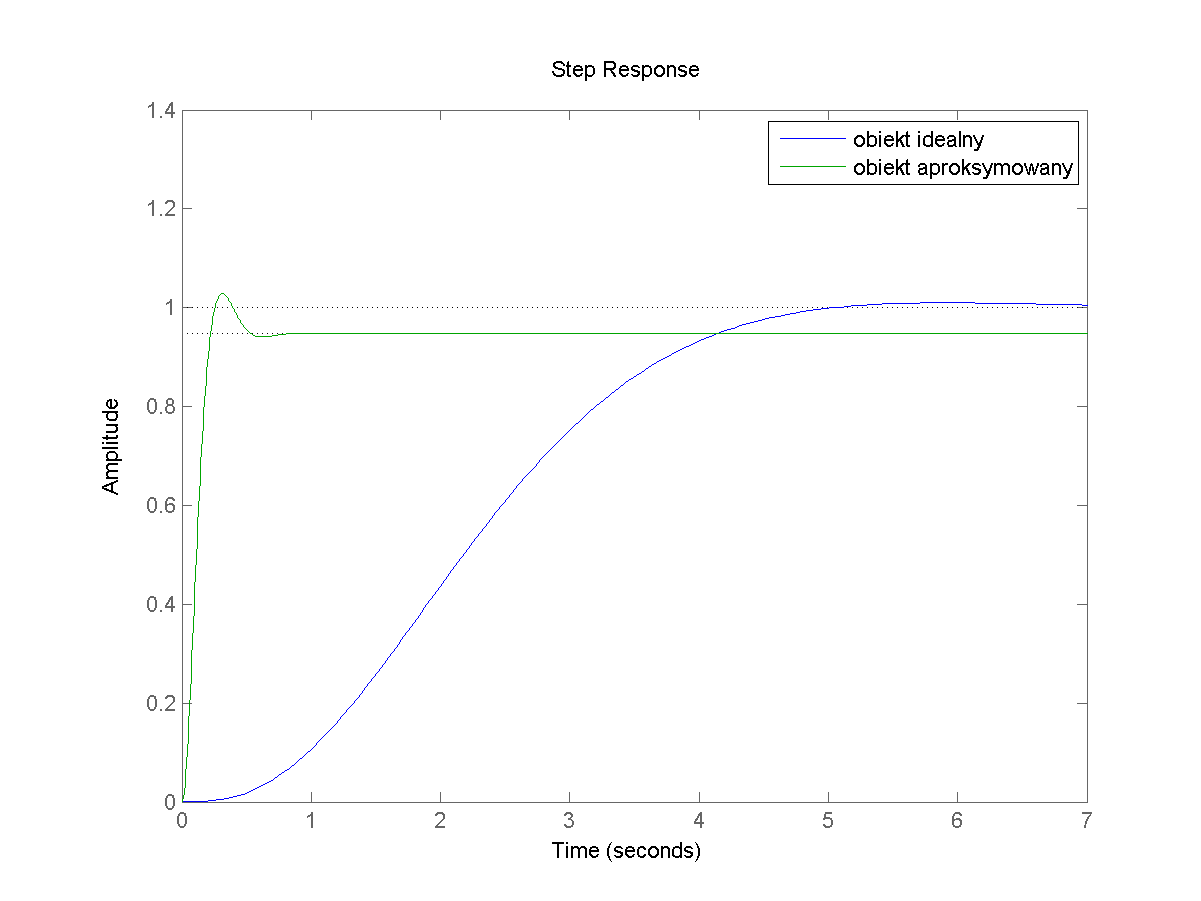 Step Response
1.4
1.2
1
0.8
0.6
0.4
0.2
0
Amplitude
obiekt idealny
obiekt aproksymowany
0 1 2 3 4 5 6 7
Time (seconds)